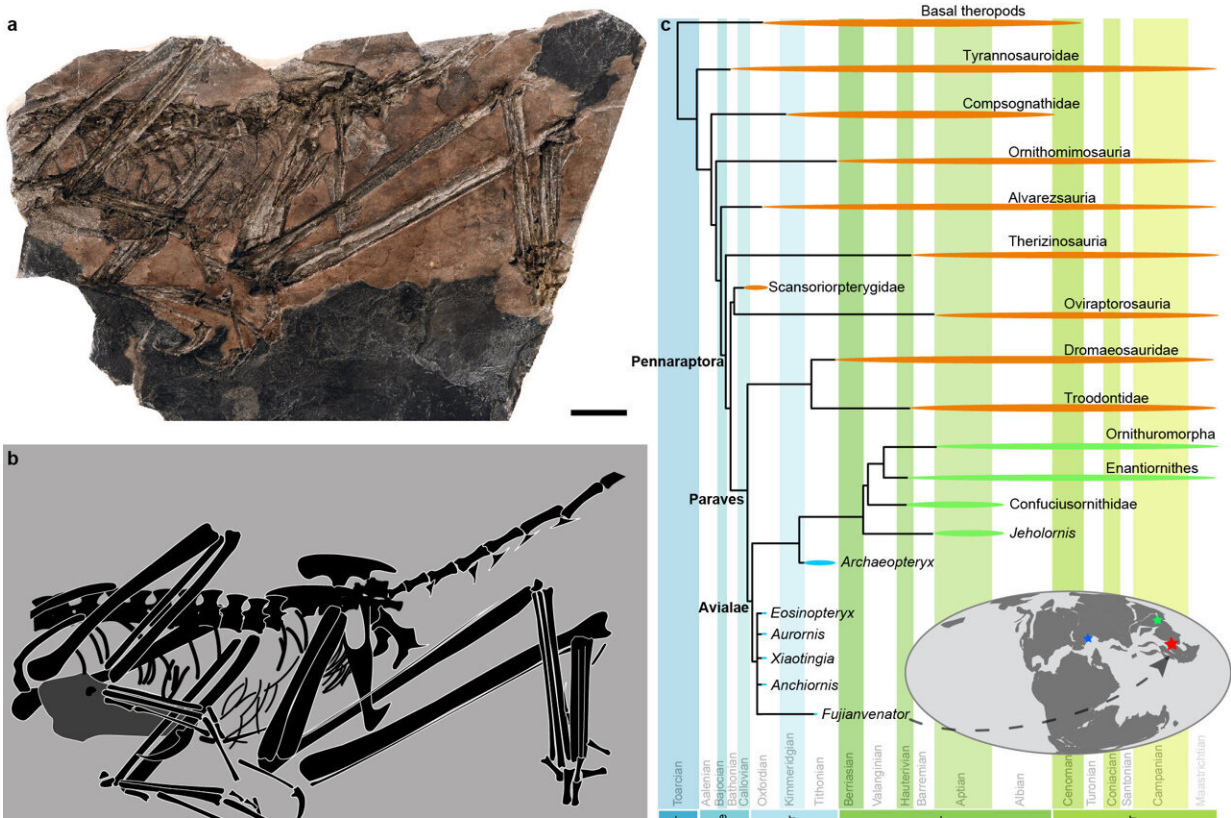 a
c
Basal theropods
Tyrannosauroidae
Compsognathidae
Ornithomimosauria
Alvarezsauria
Therizinosauria
Scansoriorpterygidae
Oviraptorosauria
Pennaraptora
Dromaeosauridae
Troodontidae
Ornithuromorpha
b
Enantiornithes
Paraves
Confuciusornithidae
Jeholornis
Archaeopteryx
Avialae
Eosinopteryx
Aurornis
Xiaotingia
Anchiornis
Fujianvenator
Toarcian
Aalenian
Bajocian
Bathonian
Callovian
Oxfordian
Kimmeridgian
Tithonian
Berriasian
Valanginian
Hauterivian
Barremian
Aptian
Albian
Cenoman
Turonian
Coniacian
Santonian
Campanian
Maastrichtian